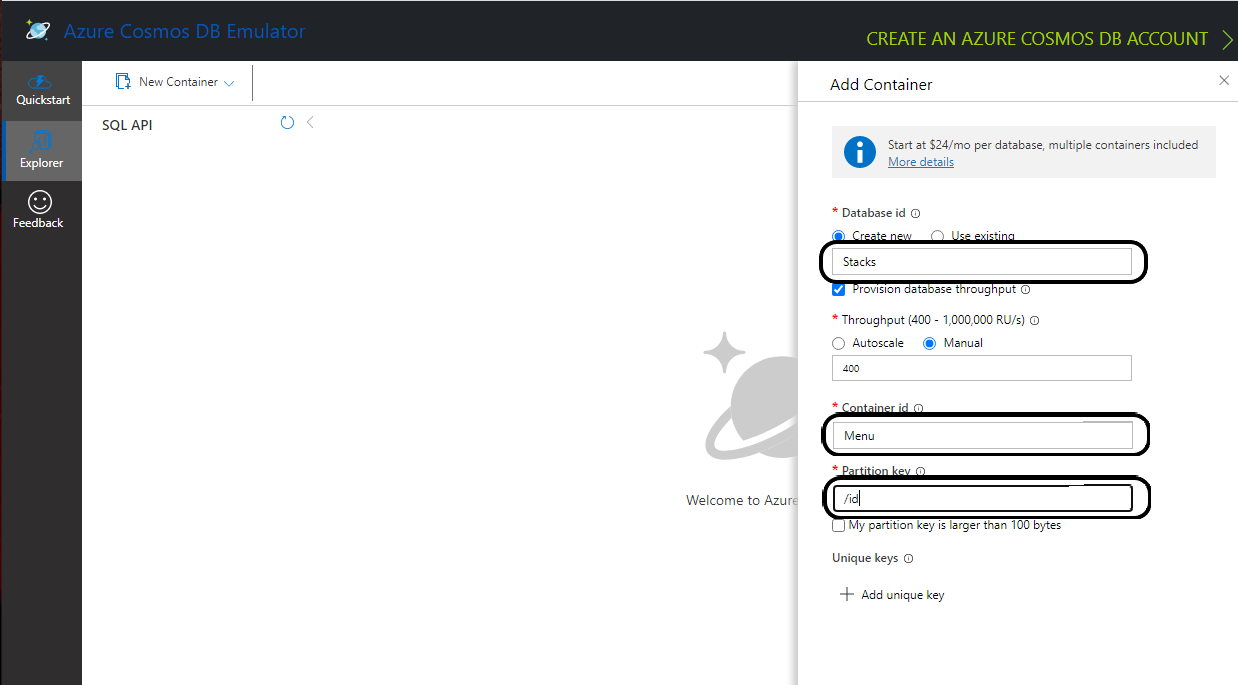 Azure Cosmos DB Emulator
CREATE AN AZURE COSMOS DB ACCOUNT
Quickstart
Explorer
Feedback
New Container
SQL API
Welcome to Azure
Add Container
Start at $24/mo per database, multiple containers included
More details
* Database id
Create new Use existing
Stacks
Provision database throughput
* Throughput (400 - 1,000,000 RU/s)
Autoscale Manual
400
* Container id
Menu
* Partition key
/id
My partition key is larger than 100 bytes
Unique keys
Add unique key